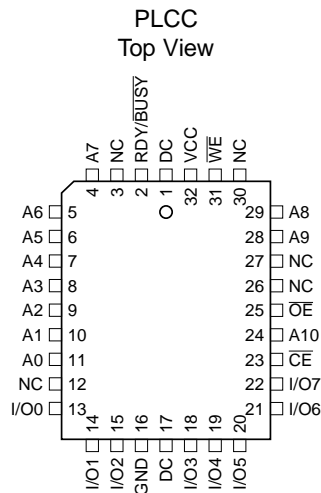 PLCC
Top View
A7 NC RDY/BUSY DC VCC WE NC
4 3 2 1 32 31 30
A6 5 29 A8
A5 6 28 A9
A4 7 27 NC
A3 8 26 NC
A2 9 25 OE
A1 10 24 A10
A0 11 23 CE
NC 12 22 I/O7
I/O0 13 21 I/O6
14 15 16 17 18 19 20
I/O1 I/O2 GND DC I/O3 I/O4 I/O5